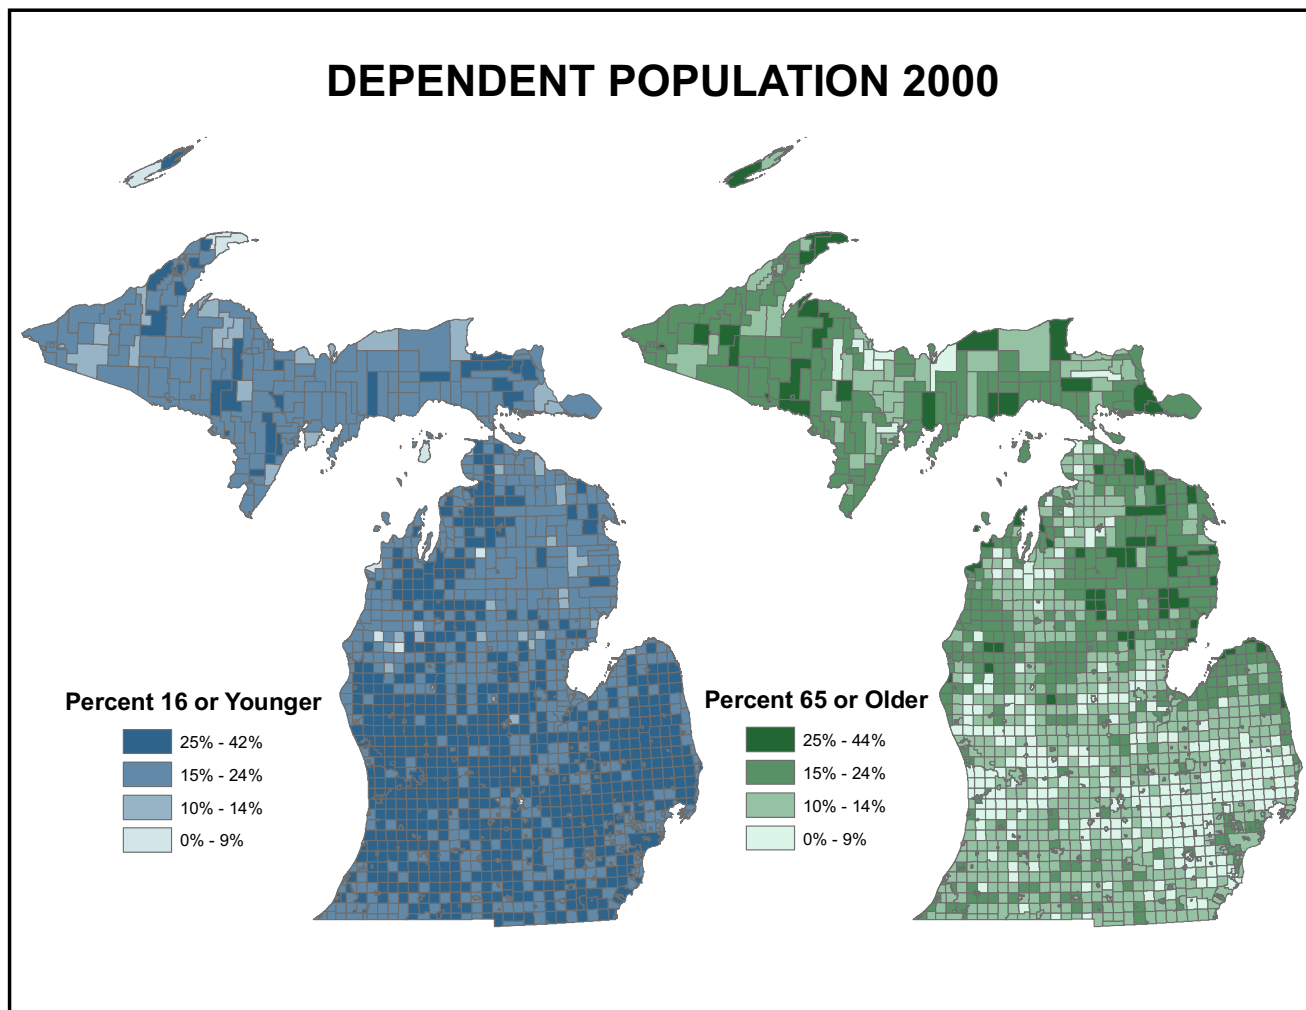 DEPENDENT POPULATION 2000
Percent 16 or Younger
25% - 42%
15% - 24%
10% - 14%
0% - 9%
Percent 65 or Older
25% - 44%
15% - 24%
10% - 14%
0% - 9%